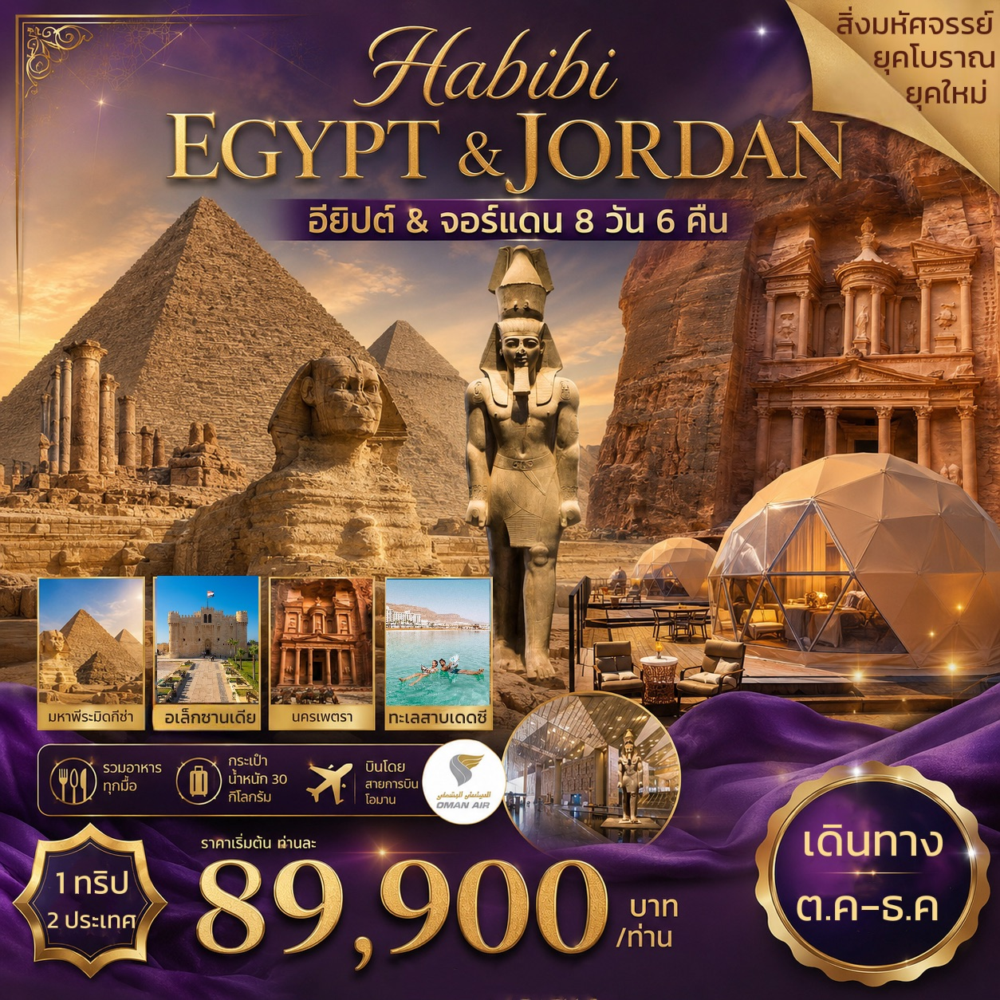 สิ่งมหัศจรรย์
ยุคโบราณ
ยุคใหม่
Habibi
EGYPT & JORDAN
อียิปต์ & จอร์แดน 8 วัน 6 คืน
มหาพีระมิดกีซ่า
อเล็กซานเดีย
นครเพตรา
ทะเลสาบเดดซี
รวมอาหาร
ทุกมื้อ
กระเป๋า
น้ำหนัก 30
กิโลกรัม
บินโดย
สายการบิน
โอมาน
OMAN AIR
1 ทริป
2 ประเทศ
ราคาเริ่มต้น ท่านละ
89,900
บาท
/ท่าน
เดินทาง
ต.ค-ธ.ค